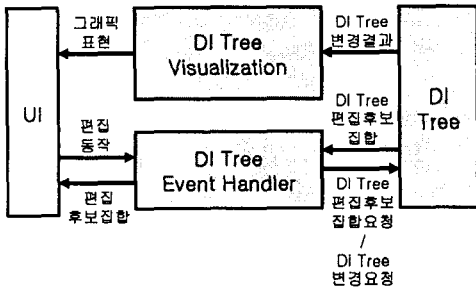 그래픽
표현
DI Tree
Visualization
DI Tree
변경결과
UI
DI
Tree
편집
동작
DI Tree
Event Handler
DI Tree
편집후보
집합
편집
후보집합
DI Tree
편집후보
집합요청
/
DI Tree
변경요청